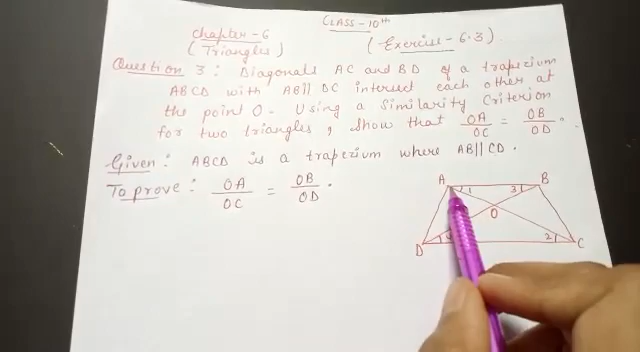 CLASS-10th
Chapter-6
(Triangles)
(Exercise-6.3)
Question 3: Diagonals AC and BD of a trapezium
ABCD with AB||DC intersect each other at
the point O. Using a Similarity Criterion
for two triangles, show that OA/OC = OB/OD.
Given: ABCD is a trapezium where AB||CD.
To prove: OA/OC = OB/OD.
A B
1 3
O
2
D C